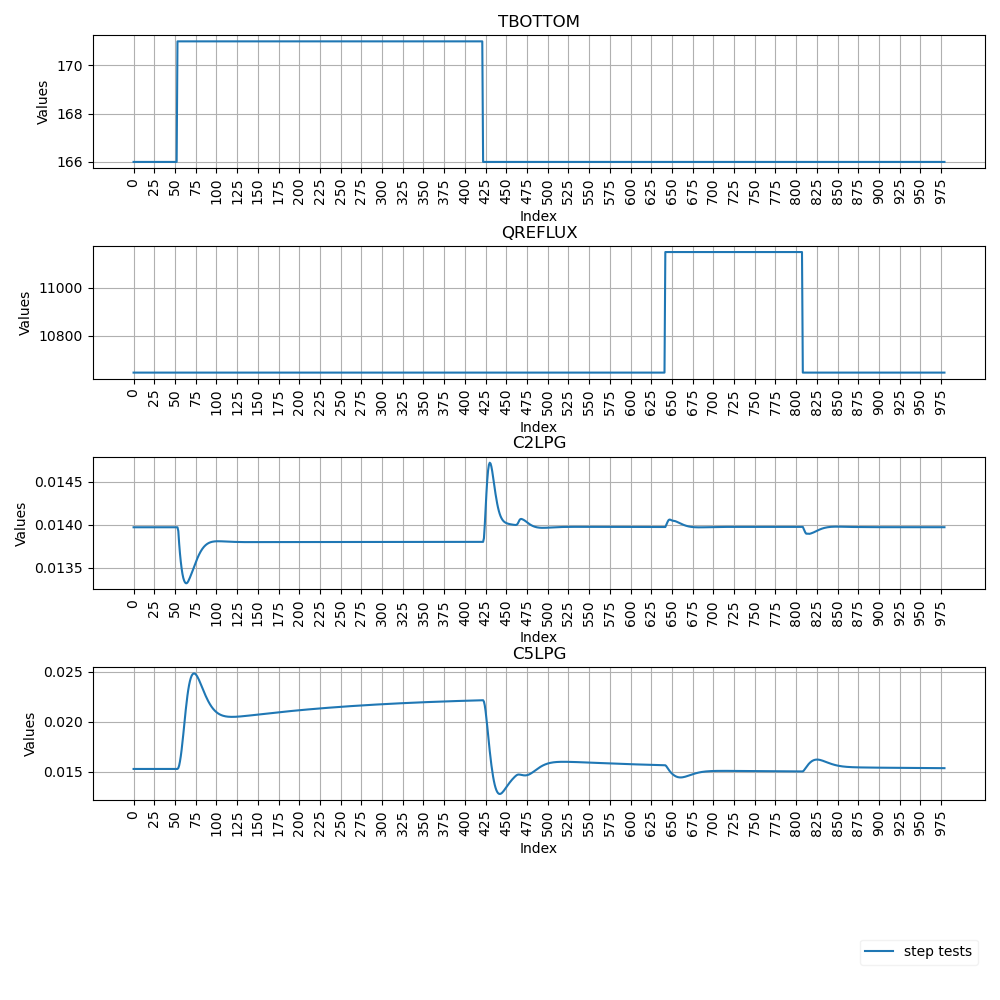 TBOTTOM
Values
170
168
166
0 25 50 75 100 125 150 175 200 225 250 275 300 325 350 375 400 425 450 475 500 525 550 575 600 625 650 675 700 725 750 775 800 825 850 875 900 925 950 975
Index
QREFLUX
Values
11000
10800
0 25 50 75 100 125 150 175 200 225 250 275 300 325 350 375 400 425 450 475 500 525 550 575 600 625 650 675 700 725 750 775 800 825 850 875 900 925 950 975
Index
C2LPG
Values
0.0145
0.0140
0.0135
0 25 50 75 100 125 150 175 200 225 250 275 300 325 350 375 400 425 450 475 500 525 550 575 600 625 650 675 700 725 750 775 800 825 850 875 900 925 950 975
Index
C5LPG
Values
0.025
0.020
0.015
0 25 50 75 100 125 150 175 200 225 250 275 300 325 350 375 400 425 450 475 500 525 550 575 600 625 650 675 700 725 750 775 800 825 850 875 900 925 950 975
Index
step tests